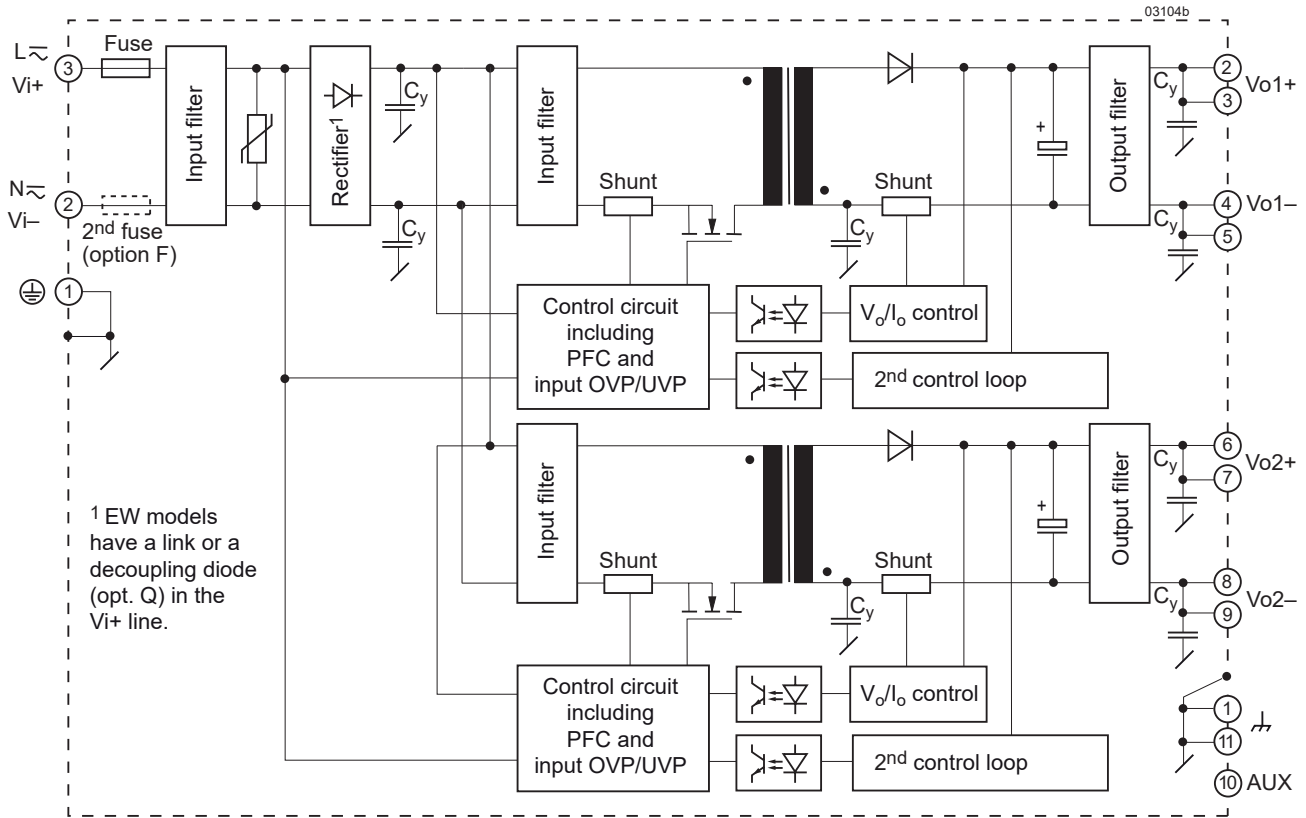 03104b
L
Fuse
3
Vi+
Input filter
Rectifier1
Cy
Input filter
Cy
Output filter
2
Vo1+
3
+
N
2
Vi–
2nd fuse
(option F)
Cy
Shunt
Cy
Shunt
Cy
4
Vo1–
5
1
Control circuit
including
PFC and
input OVP/UVP
Vo/Io control
2nd control loop
Input filter
Output filter
Cy
6
Vo2+
7
+
1 EW models
have a link or a
decoupling diode
(opt. Q) in the
Vi+ line.
Shunt
Cy
Shunt
Cy
8
Vo2–
9
Control circuit
including
PFC and
input OVP/UVP
Vo/Io control
2nd control loop
1
11
10
AUX